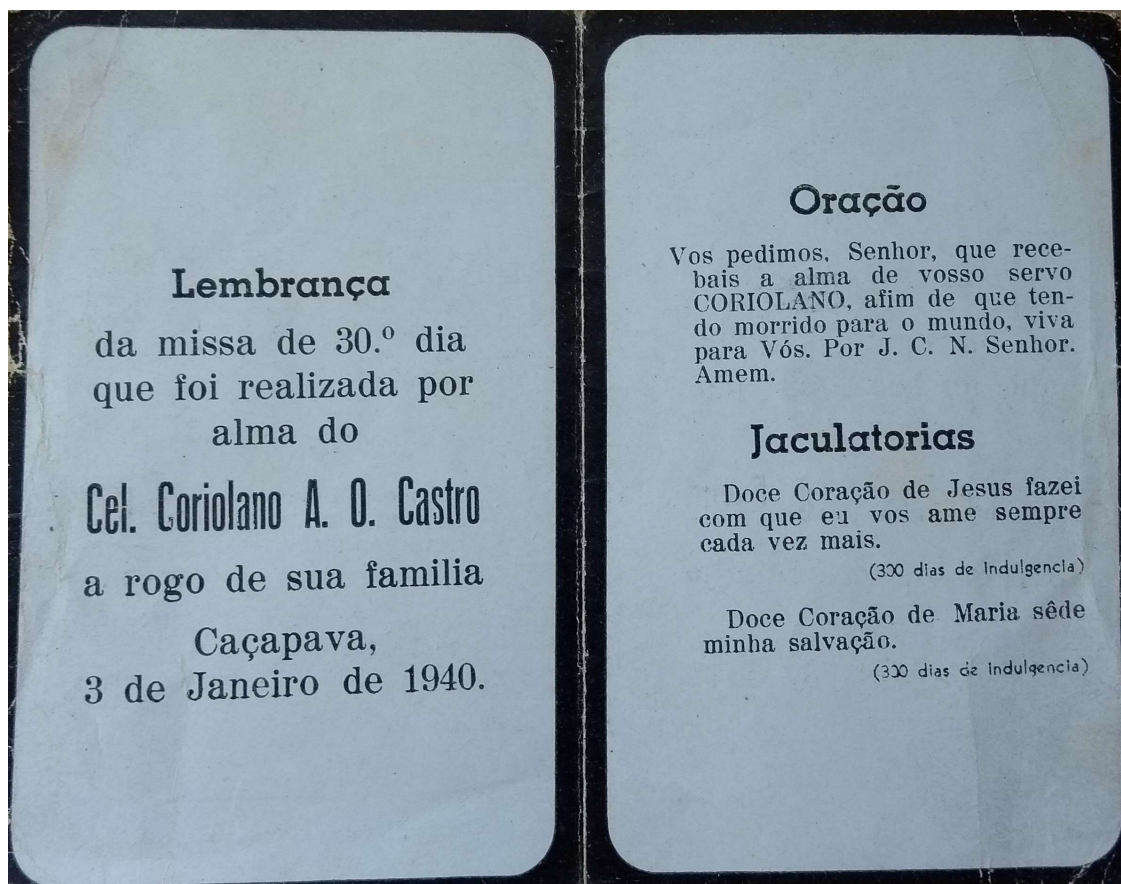 Lembrança
da missa de 30.º dia
que foi realizada por
alma do
Cel. Coriolano A. O. Castro
a rogo de sua familia
Caçapava,
3 de Janeiro de 1940.
Oração
Vos pedimos, Senhor, que rece-
bais a alma de vosso servo
CORIOLANO, afim de que ten-
do morrido para o mundo, viva
para Vós. Por J. C. N. Senhor.
Amem.
Jaculatorias
Doce Coração de Jesus fazei
com que eu vos ame sempre
cada vez mais.
(300 dias de indulgencia)
Doce Coração de Maria sêde
minha salvação.
(300 dias de indulgencia)